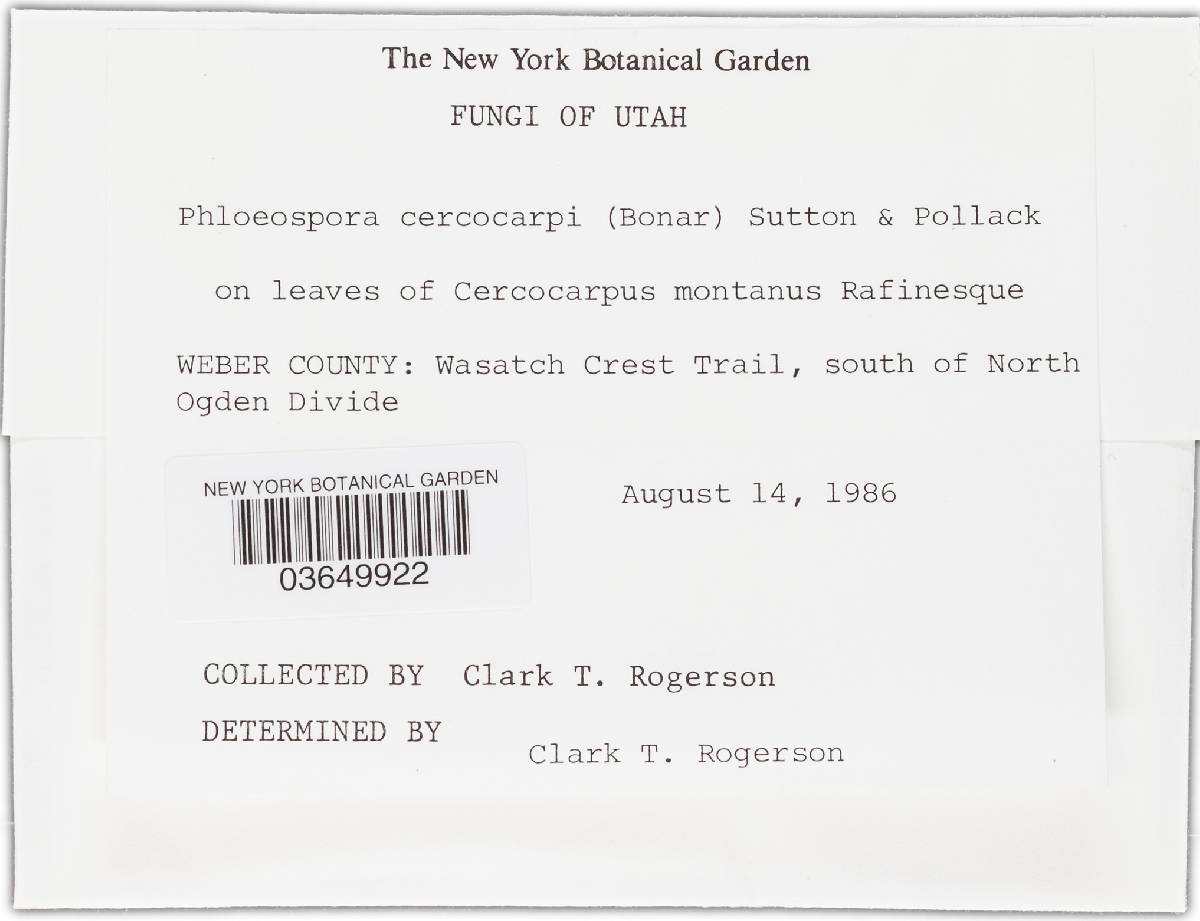 The New York Botanical Garden
FUNGI OF UTAH
Phloeospora cercocarpi (Bonar) Sutton & Pollack
on leaves of Cercocarpus montanus Rafinesque
WEBER COUNTY: Wasatch Crest Trail, south of North
Ogden Divide
August 14, 1986
NEW YORK BOTANICAL GARDEN
03649922
COLLECTED BY Clark T. Rogerson
DETERMINED BY
Clark T. Rogerson